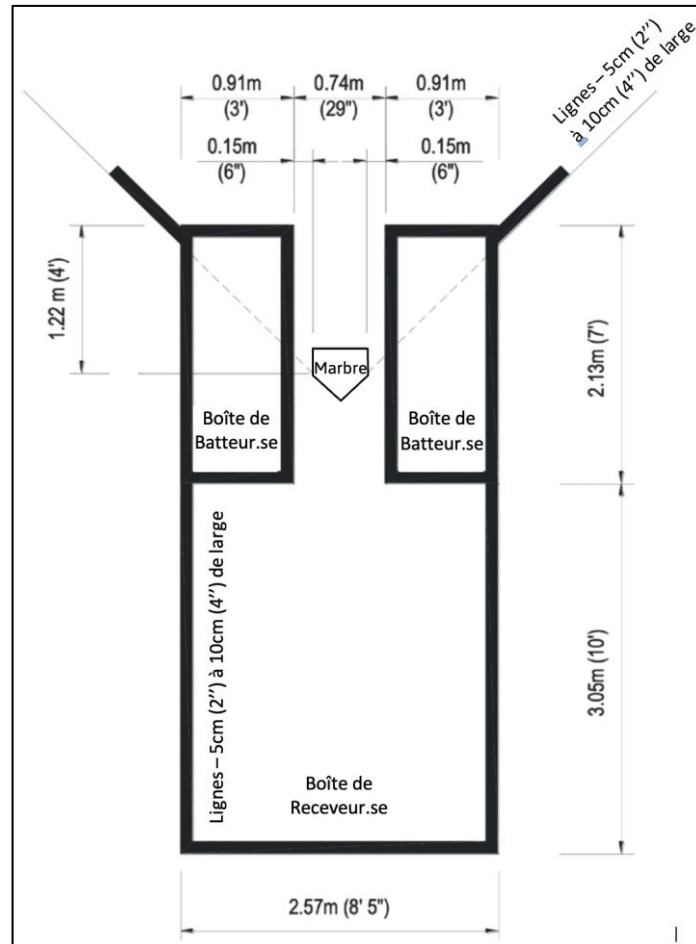 Lignes – 5cm (2’’)
à 10cm (4’’) de large
0.91m
(3')
0.74m
(29")
0.91m
(3')
0.15m
(6")
0.15m
(6")
1.22 m (4')
2.13m (7')
Marbre
Boîte de
Batteur.se
Boîte de
Batteur.se
Lignes – 5cm (2’’) à 10cm (4’’) de large
3.05m (10')
Boîte de
Receveur.se
2.57m (8' 5")